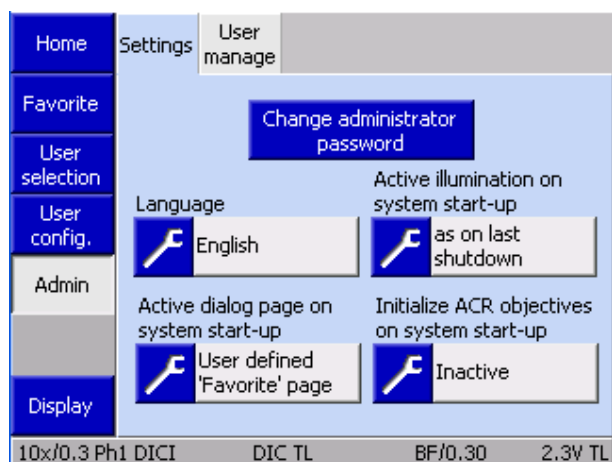 Home
Settings
User
manage
Favorite
Change administrator
password
User
selection
Active illumination on
system start-up
Language
User
config.
English
as on last
shutdown
Admin
Active dialog page on
system start-up
Initialize ACR objectives
on system start-up
User defined
'Favorite' page
Inactive
Display
10x/0.3 Ph1 DICI DIC TL BF/0.30 2.3V TL